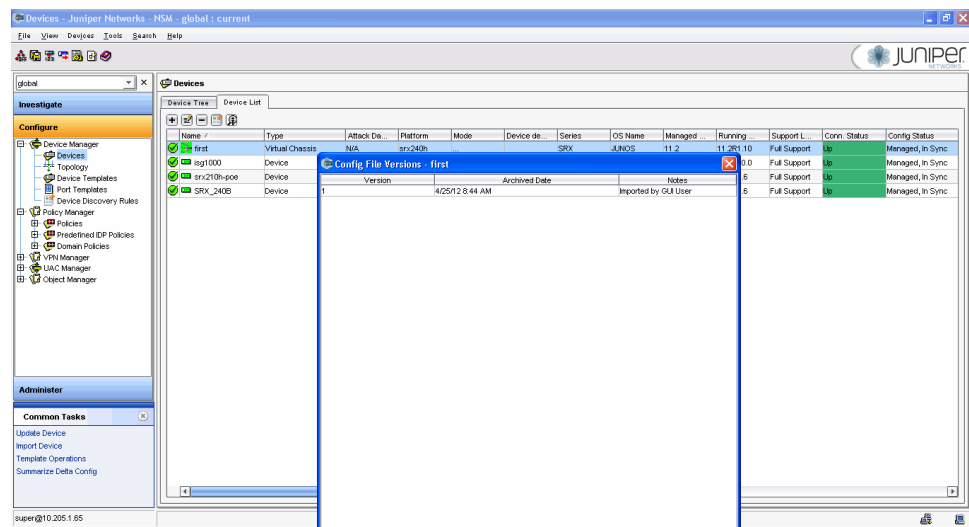 Devices - Juniper Networks - NSM - global : current
File View Devices Tools Search Help
JUNIPER
NETWORKS
global
Investigate
Configure
Device Manager
Devices
Topology
Device Templates
Port Templates
Device Discovery Rules
Policy Manager
Policies
Predefined IDP Policies
Domain Policies
VPN Manager
UAC Manager
Object Manager
Administer
Common Tasks
Update Device
Import Device
Template Operations
Summarize Delta Config
super@10.205.1.65
Devices
Device Tree Device List
Name Type Attack Da... Platform Mode Device de... Series OS Name Managed ... Running ... Support L... Conn. Status Config Status
first Virtual Chassis N/A srx240h ... SRX JUNOS 11.2 11.2R1.10 Full Support Up Managed, In Sync
isg1000 Device 0.0 Full Support Up Managed, In Sync
srx210h-poe Device .6 Full Support Up Managed, In Sync
SRX_240B Device .6 Full Support Up Managed, In Sync
Config File Versions - first
Version Archived Date Notes
1 4/25/12 8:44 AM Imported by GUI User